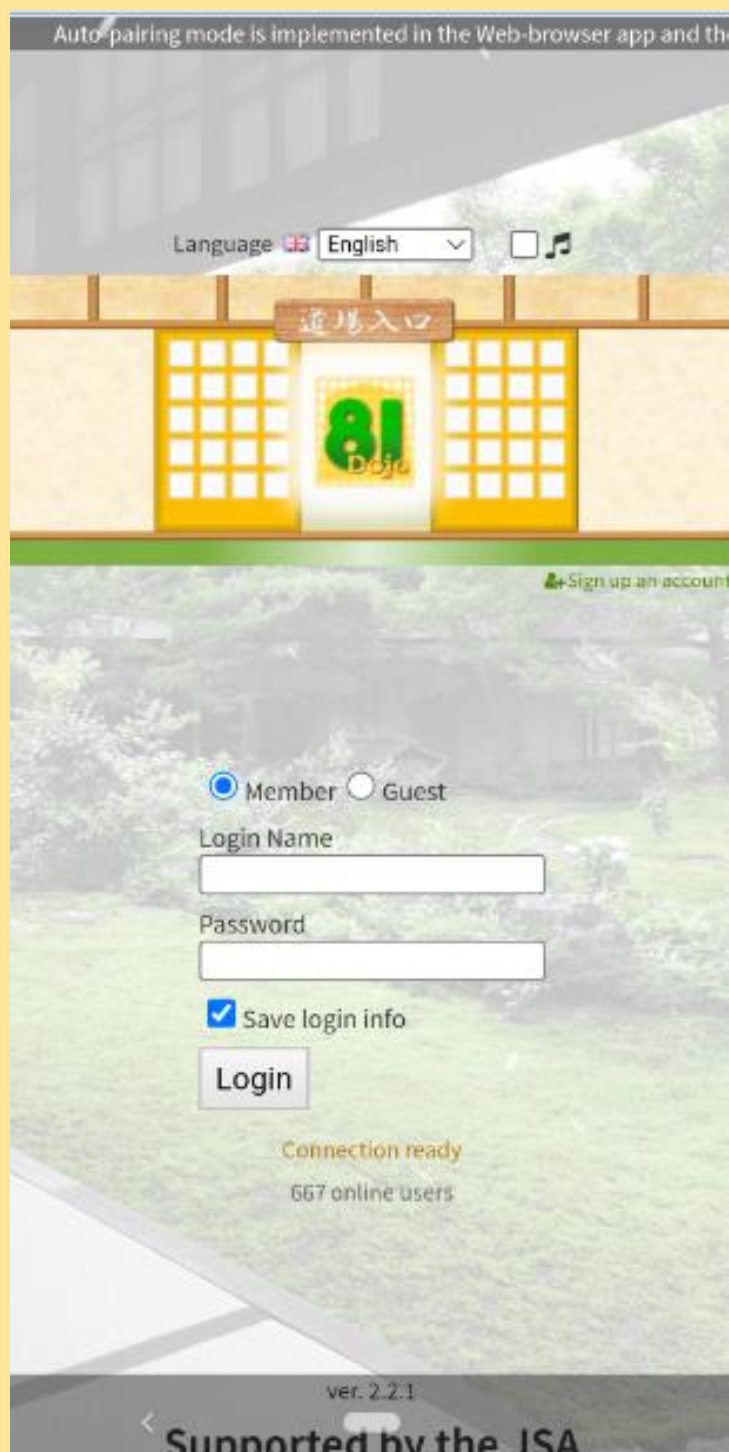 Auto-pairing mode is implemented in the Web-browser app and the
Language English
道場入口
81
Dojo
Sign up an account
Member Guest
Login Name
Password
Save login info
Login
Connection ready
667 online users
ver. 2.2.1
Supported by the JSA